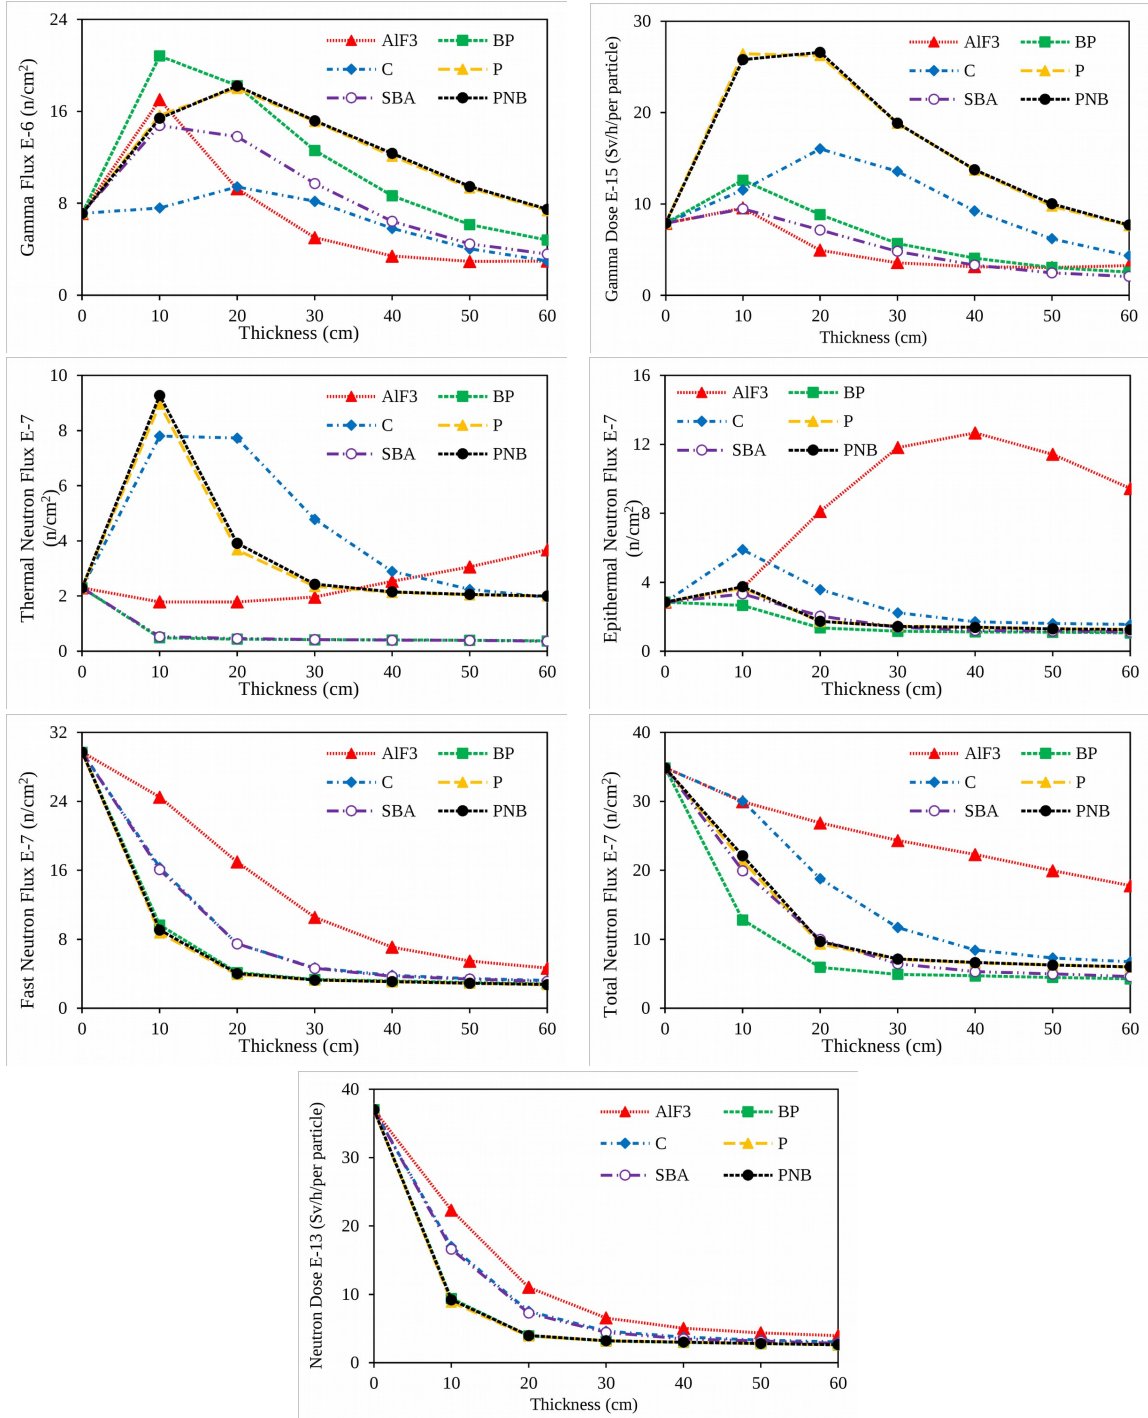 Gamma Flux E-6 (n/cm²)
24
16
8
0
AlF3
BP
C
P
SBA
PNB
0 10 20 30 40 50 60
Thickness (cm)
Gamma Dose E-15 (Sv/h/per particle)
30
20
10
0
AlF3
BP
C
P
SBA
PNB
0 10 20 30 40 50 60
Thickness (cm)
Thermal Neutron Flux E-7
(n/cm²)
10
8
6
4
2
0
AlF3
BP
C
P
SBA
PNB
0 10 20 30 40 50 60
Thickness (cm)
Epithermal Neutron Flux E-7
(n/cm²)
16
12
8
4
0
AlF3
BP
C
P
SBA
PNB
0 10 20 30 40 50 60
Thickness (cm)
Fast Neutron Flux E-7 (n/cm²)
32
24
16
8
0
AlF3
BP
C
P
SBA
PNB
0 10 20 30 40 50 60
Thickness (cm)
Total Neutron Flux E-7 (n/cm²)
40
30
20
10
0
AlF3
BP
C
P
SBA
PNB
0 10 20 30 40 50 60
Thickness (cm)
Neutron Dose E-13 (Sv/h/per particle)
40
30
20
10
0
AlF3
BP
C
P
SBA
PNB
0 10 20 30 40 50 60
Thickness (cm)